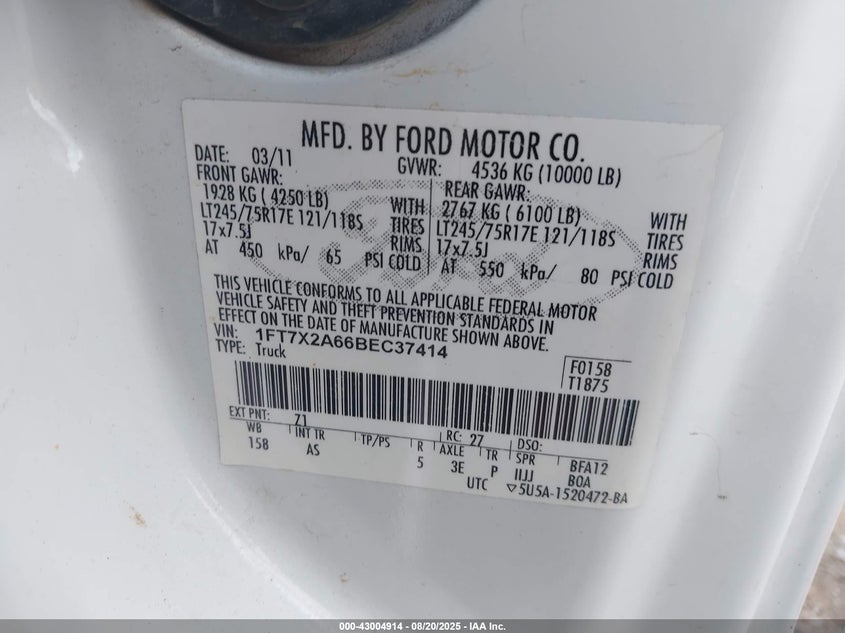 MFD. BY FORD MOTOR CO.
DATE: 03/11 GVWR: 4536 KG (10000 LB)
FRONT GAWR: REAR GAWR:
1928 KG ( 4250 LB) WITH 2767 KG ( 6100 LB) WITH
LT245/75R17E 121/118S TIRES LT245/75R17E 121/118S TIRES
17x7.5J RIMS 17x7.5J RIMS
AT 450 kPa/ 65 PSI COLD AT 550 kPa/ 80 PSI COLD
THIS VEHICLE CONFORMS TO ALL APPLICABLE FEDERAL MOTOR
VEHICLE SAFETY AND THEFT PREVENTION STANDARDS IN
EFFECT ON THE DATE OF MANUFACTURE SHOWN ABOVE.
VIN: 1FT7X2A66BEC37414
TYPE: Truck
F0158
T1875
EXT PNT: Z1 RC: 27 DSO:
WB INT TR TP/PS R AXLE TR SPR BFA12
158 AS 5 3E P IIJJ BOA
UTC ▽5U5A-1520472-BA
000-43004914 - 08/20/2025 - IAA Inc.